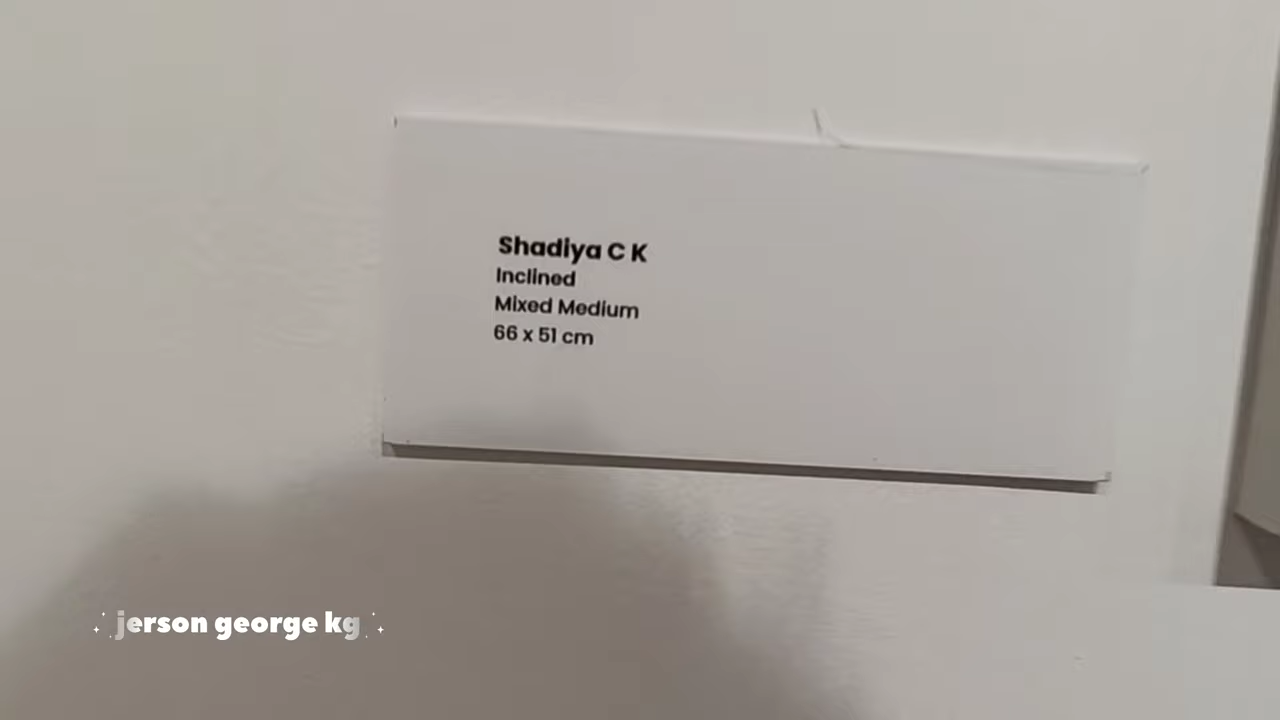 Shadiya C K
Inclined
Mixed Medium
66 x 51 cm
jerson george kg